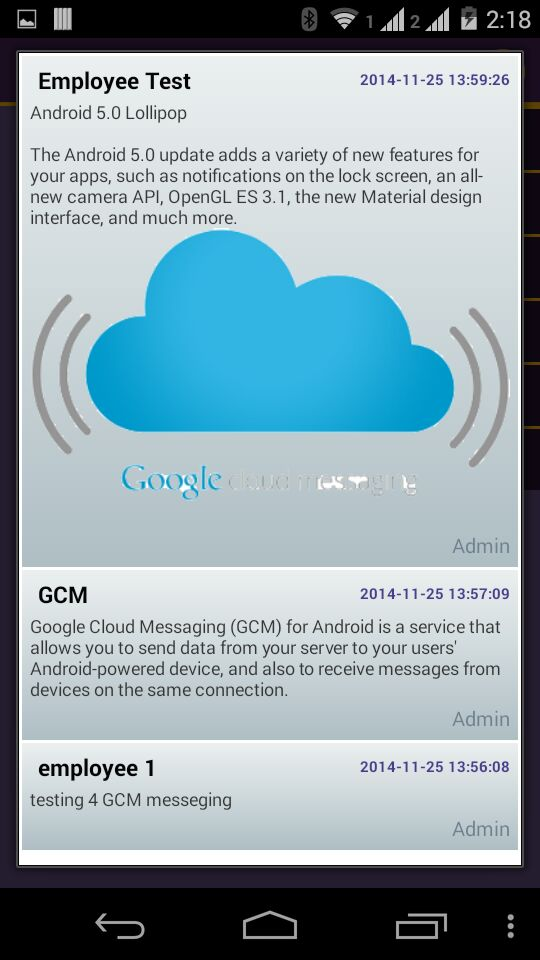 1 2 2:18
Employee Test 2014-11-25 13:59:26
Android 5.0 Lollipop
The Android 5.0 update adds a variety of new features for
your apps, such as notifications on the lock screen, an all-
new camera API, OpenGL ES 3.1, the new Material design
interface, and much more.
Google cloud messaging
Admin
GCM 2014-11-25 13:57:09
Google Cloud Messaging (GCM) for Android is a service that
allows you to send data from your server to your users'
Android-powered device, and also to receive messages from
devices on the same connection.
Admin
employee 1 2014-11-25 13:56:08
testing 4 GCM messeging
Admin